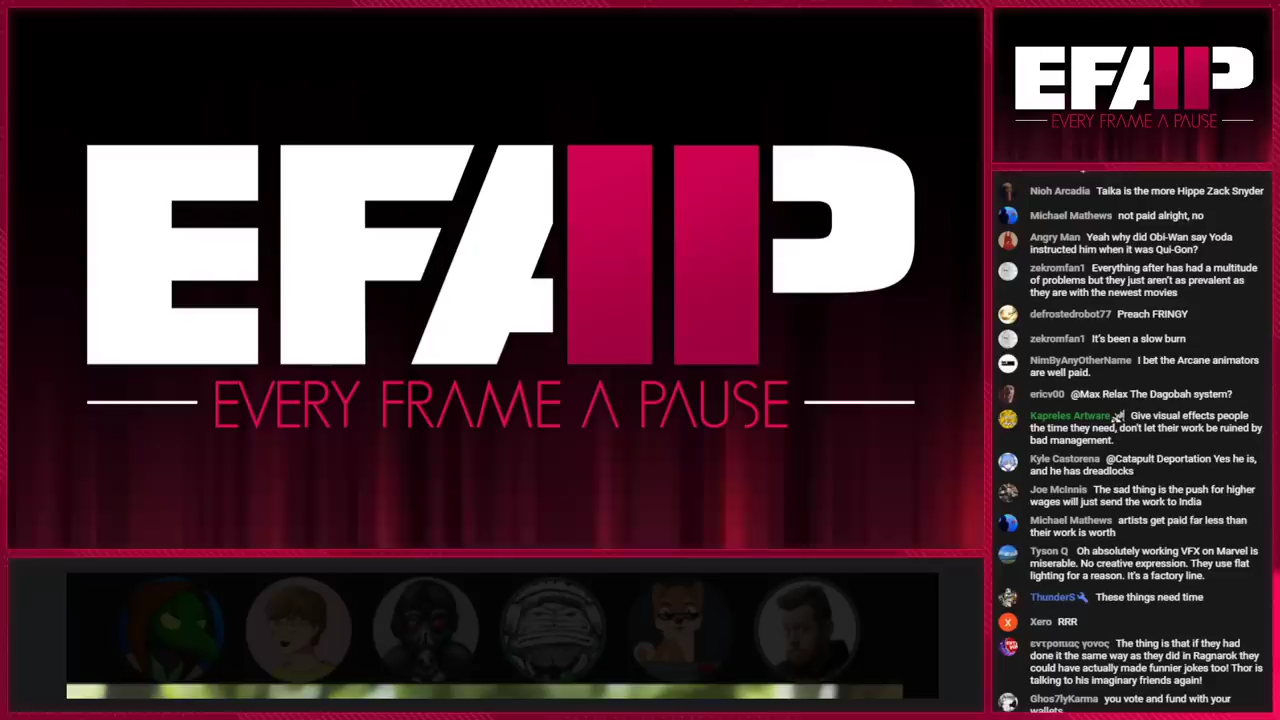 EFAP
EVERY FRAME A PAUSE
EFAP
EVERY FRAME A PAUSE
Nioh Arcadia Taika is the more Hippe Zack Snyder
Michael Mathews not paid alright, no
Angry Man Yeah why did Obi-Wan say Yoda
instructed him when it was Qui-Gon?
zekromfan1 Everything after has had a multitude
of problems but they just aren't as prevalent as
they are with the newest movies
defrostedrobot77 Preach FRINGY
zekromfan1 It's been a slow burn
NimByAnyOtherName I bet the Arcane animators
are well paid.
ericv00 @Max Relax The Dagobah system?
Kapreles Artware Give visual effects people
the time they need, don't let their work be ruined by
bad management.
Kyle Castorena @Catapult Deportation Yes he is,
and he has dreadlocks
Joe McInnis The sad thing is the push for higher
wages will just send the work to India
Michael Mathews artists get paid far less than
their work is worth
Tyson Q Oh absolutely working VFX on Marvel is
miserable. No creative expression. They use flat
lighting for a reason. It's a factory line.
ThunderS These things need time
X Xero RRR
εντροπιας γονος The thing is that if they had
done it the same way as they did in Ragnarok they
could have actually made funnier jokes too! Thor is
talking to his imaginary friends again!
Ghos7lyKarma you vote and fund with your
wallets